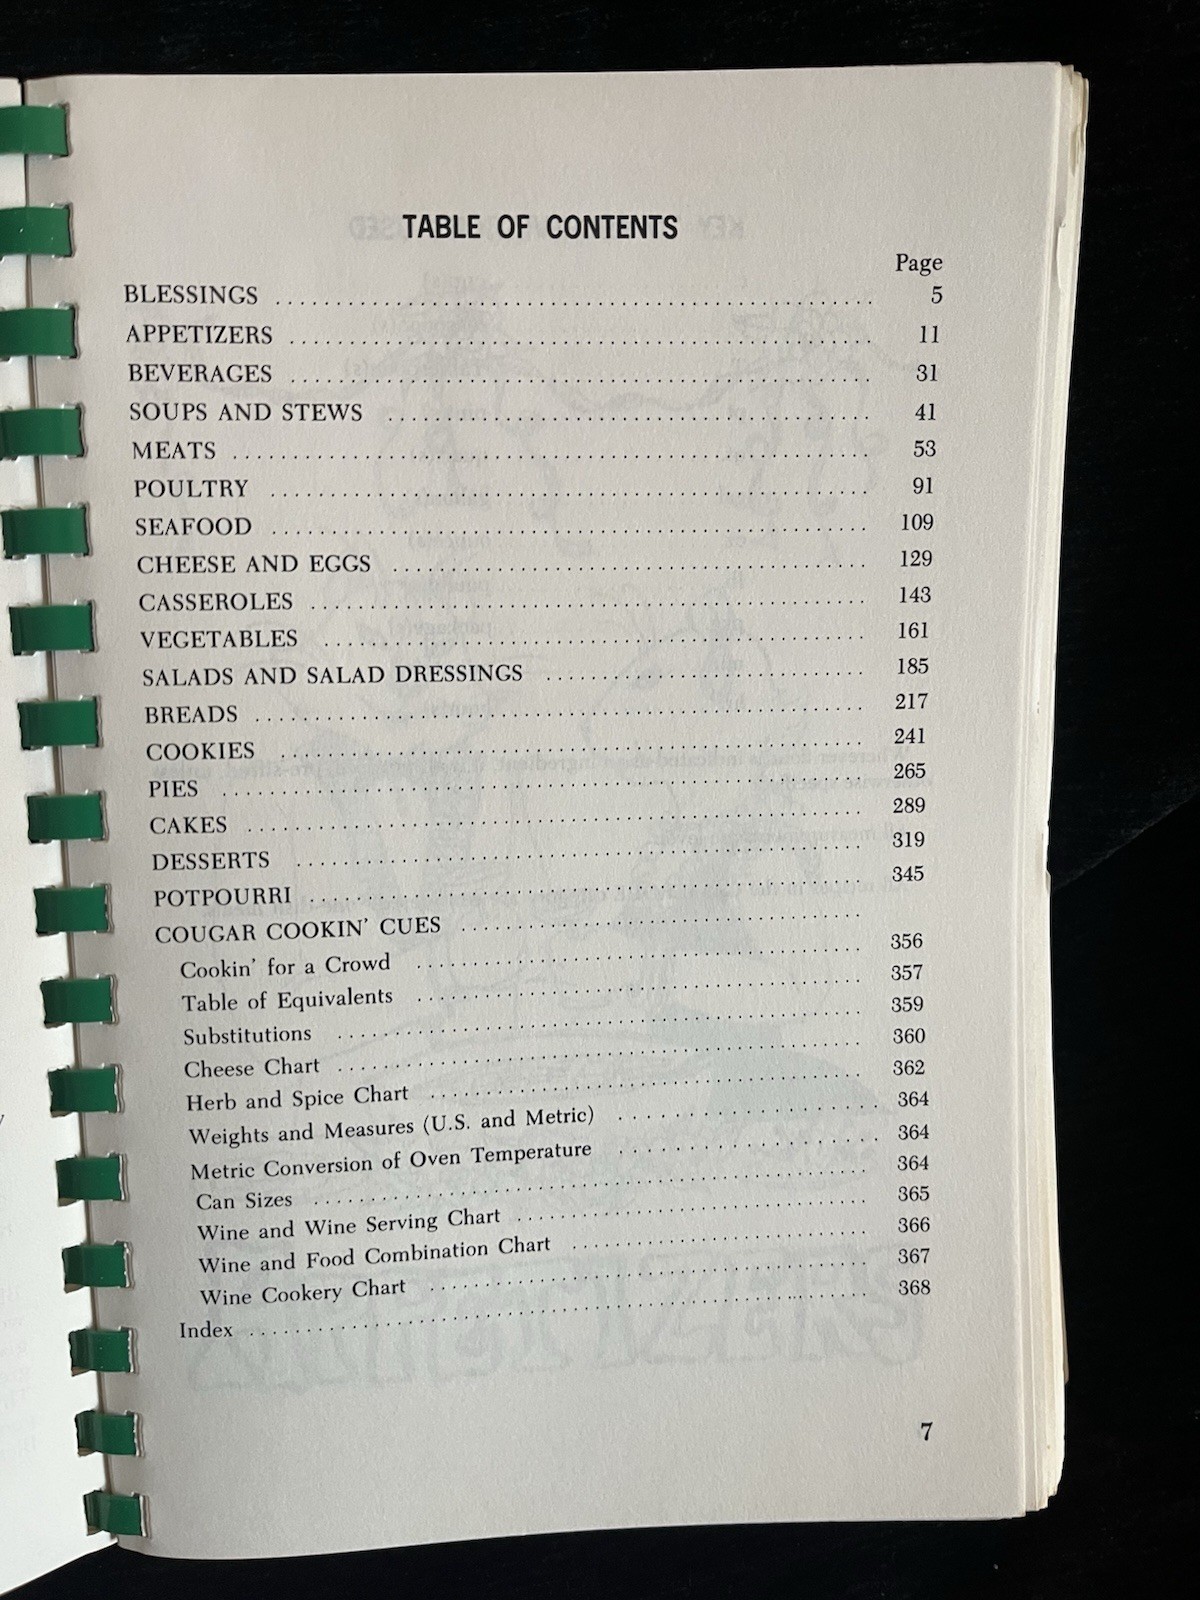 TABLE OF CONTENTS
Page
BLESSINGS 5
APPETIZERS 11
BEVERAGES 31
SOUPS AND STEWS 41
MEATS 53
POULTRY 91
SEAFOOD 109
CHEESE AND EGGS 129
CASSEROLES 143
VEGETABLES 161
SALADS AND SALAD DRESSINGS 185
BREADS 217
COOKIES 241
PIES 265
CAKES 289
DESSERTS 319
POTPOURRI 345
COUGAR COOKIN' CUES
Cookin' for a Crowd 356
Table of Equivalents 357
Substitutions 359
Cheese Chart 360
Herb and Spice Chart 362
Weights and Measures (U.S. and Metric) 364
Metric Conversion of Oven Temperature 364
Can Sizes 364
Wine and Wine Serving Chart 365
Wine and Food Combination Chart 366
Wine Cookery Chart 367
Index 368
7